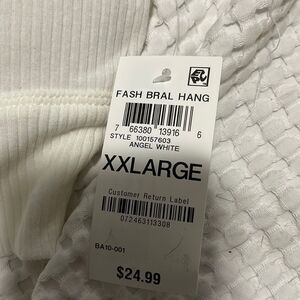 FASH BRAL HANG
7 66380 13916 6
STYLE 100157603
ANGEL WHITE
XXLARGE
Customer Return Label
072463113308
BA10-001
$24.99